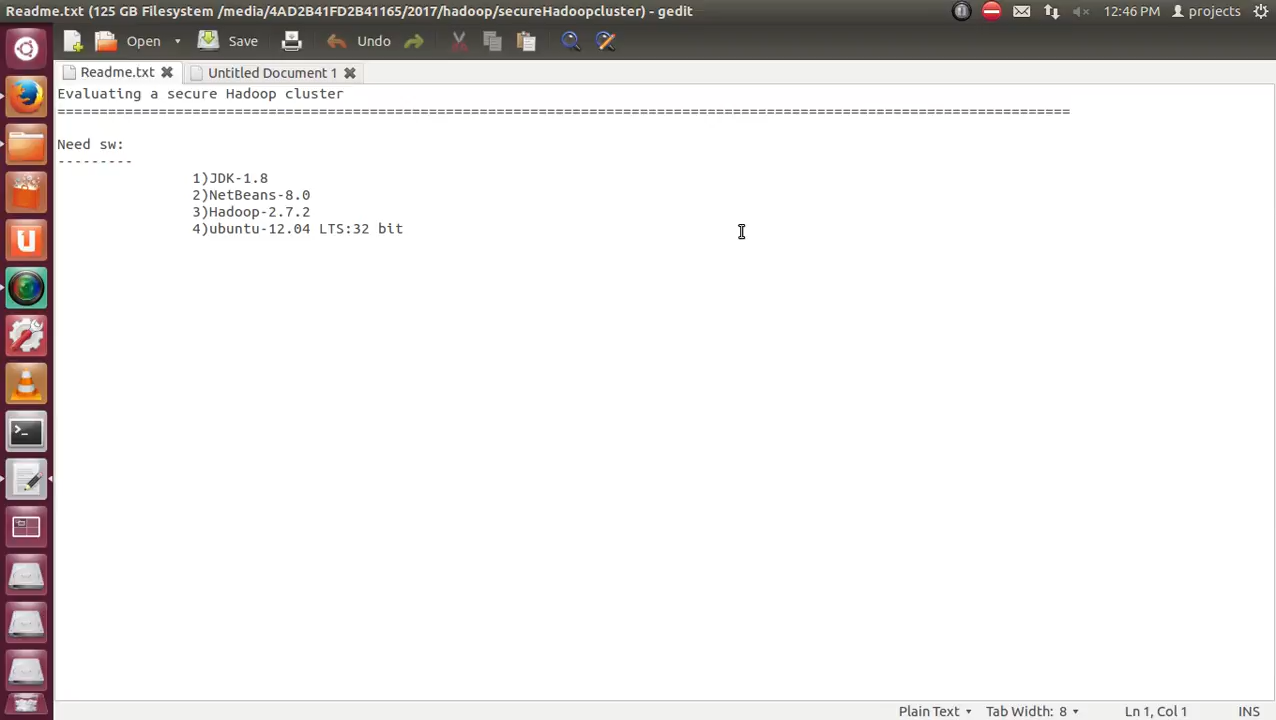 Readme.txt (125 GB Filesystem /media/4AD2B41FD2B41165/2017/hadoop/secureHadoopcluster) - gedit
12:46 PM projects
Open Save Undo
Readme.txt Untitled Document 1
Evaluating a secure Hadoop cluster
========================================================================================================================
Need sw:
---------
1)JDK-1.8
2)NetBeans-8.0
3)Hadoop-2.7.2
4)ubuntu-12.04 LTS:32 bit
Plain Text Tab Width: 8 Ln 1, Col 1 INS